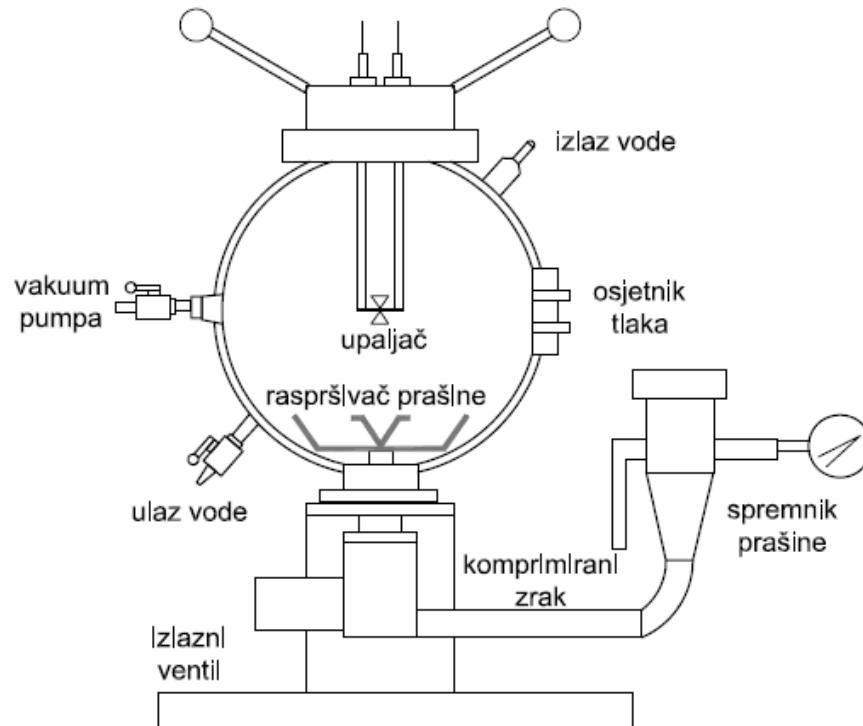 izlaz vode
vakuum
pumpa
osjetnik
tlaka
upaljač
raspršivač prašine
ulaz vode
spremnik
prašine
komprimirani
zrak
Izlazni
ventil